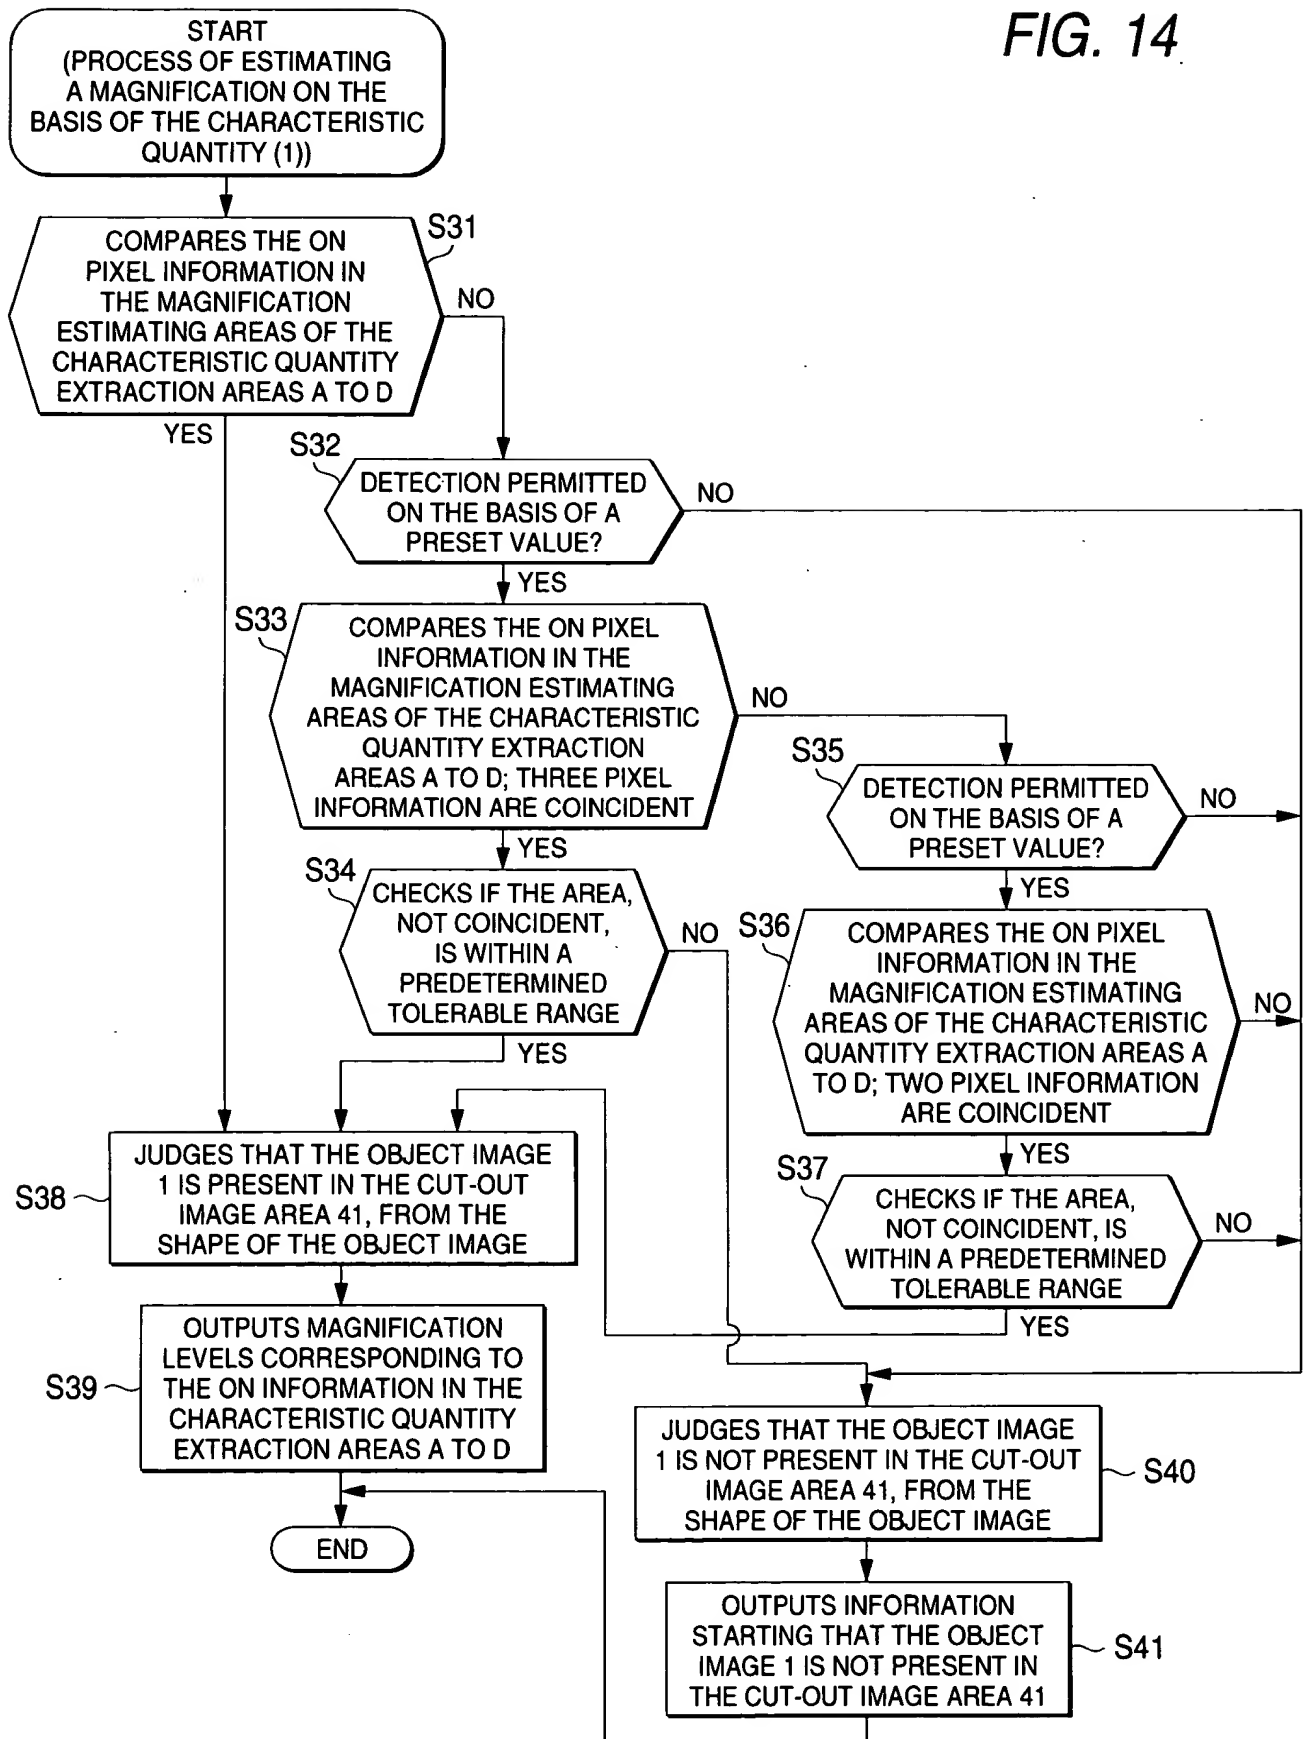 FIG. 14
START
(PROCESS OF ESTIMATING
A MAGNIFICATION ON THE
BASIS OF THE CHARACTERISTIC
QUANTITY (1))
S31
COMPARES THE ON
PIXEL INFORMATION IN
THE MAGNIFICATION
ESTIMATING AREAS OF THE
CHARACTERISTIC QUANTITY
EXTRACTION AREAS A TO D
NO
YES
S32
DETECTION PERMITTED
ON THE BASIS OF A
PRESET VALUE?
NO
YES
S33
COMPARES THE ON PIXEL
INFORMATION IN THE
MAGNIFICATION ESTIMATING
AREAS OF THE CHARACTERISTIC
QUANTITY EXTRACTION
AREAS A TO D; THREE PIXEL
INFORMATION ARE COINCIDENT
NO
YES
S35
DETECTION PERMITTED
ON THE BASIS OF A
PRESET VALUE?
NO
YES
S34
CHECKS IF THE AREA,
NOT COINCIDENT,
IS WITHIN A
PREDETERMINED
TOLERABLE RANGE
NO
YES
S36
COMPARES THE ON PIXEL
INFORMATION IN THE
MAGNIFICATION ESTIMATING
AREAS OF THE CHARACTERISTIC
QUANTITY EXTRACTION AREAS A
TO D; TWO PIXEL INFORMATION
ARE COINCIDENT
NO
YES
S37
CHECKS IF THE AREA,
NOT COINCIDENT, IS
WITHIN A PREDETERMINED
TOLERABLE RANGE
NO
YES
S38
JUDGES THAT THE OBJECT IMAGE
1 IS PRESENT IN THE CUT-OUT
IMAGE AREA 41, FROM THE
SHAPE OF THE OBJECT IMAGE
S39
OUTPUTS MAGNIFICATION
LEVELS CORRESPONDING TO
THE ON INFORMATION IN THE
CHARACTERISTIC QUANTITY
EXTRACTION AREAS A TO D
END
JUDGES THAT THE OBJECT IMAGE
1 IS NOT PRESENT IN THE CUT-OUT
IMAGE AREA 41, FROM THE
SHAPE OF THE OBJECT IMAGE
S40
OUTPUTS INFORMATION
STARTING THAT THE OBJECT
IMAGE 1 IS NOT PRESENT IN
THE CUT-OUT IMAGE AREA 41
S41